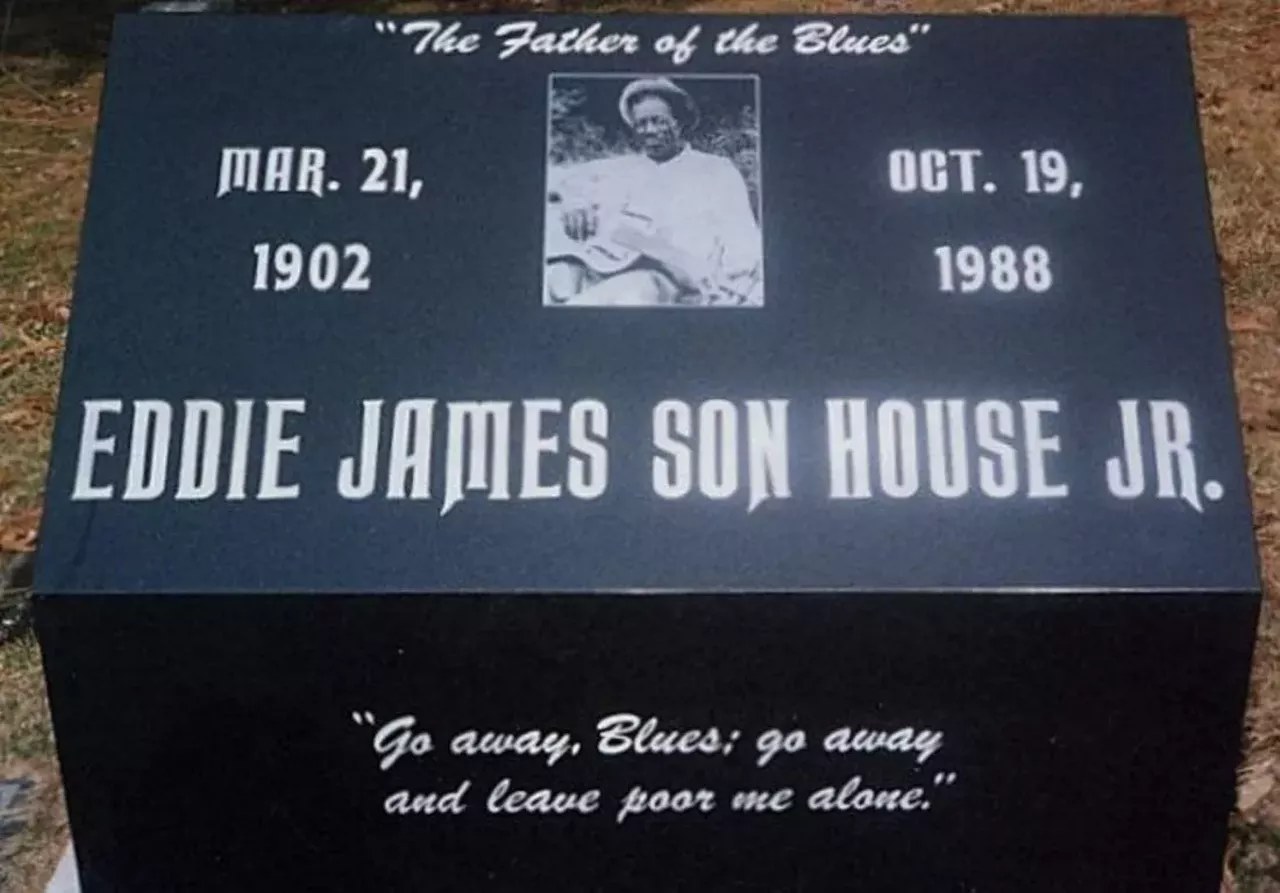 “The Father of the Blues”
MAR. 21,
1902
OCT. 19,
1988
EDDIE JAMES SON HOUSE JR.
“Go away, Blues; go away
and leave poor me alone.”